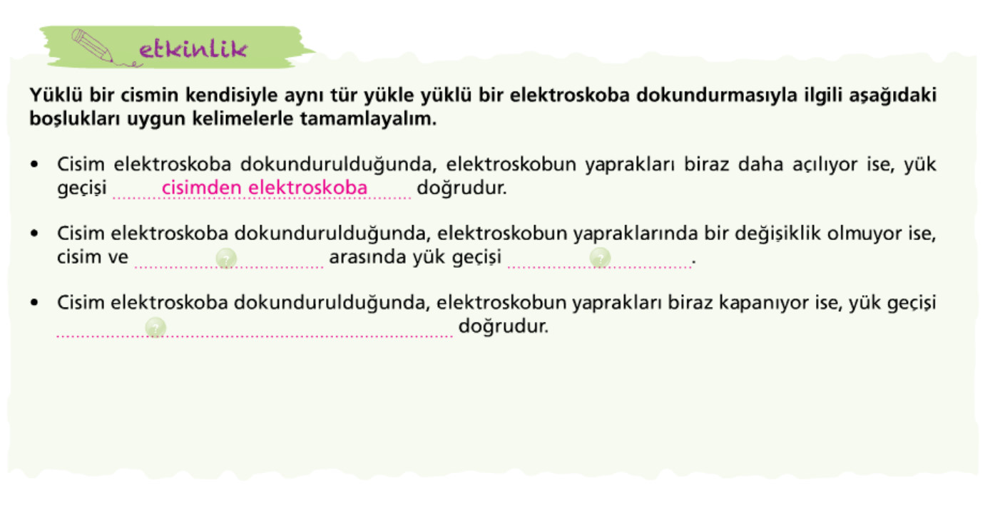 etkinlik
Yüklü bir cismin kendisiyle aynı tür yükle yüklü bir elektroskoba dokundurmasıyla ilgili aşağıdaki
boşlukları uygun kelimelerle tamamlayalım.
• Cisim elektroskoba dokundurulduğunda, elektroskobun yaprakları biraz daha açılıyor ise, yük
geçişi cisimden elektroskoba doğrudur.
• Cisim elektroskoba dokundurulduğunda, elektroskobun yapraklarında bir değişiklik olmuyor ise,
cisim ve ........ ? ........ arasında yük geçişi ........ ? ........ .
• Cisim elektroskoba dokundurulduğunda, elektroskobun yaprakları biraz kapanıyor ise, yük geçişi
........ ? ........ doğrudur.